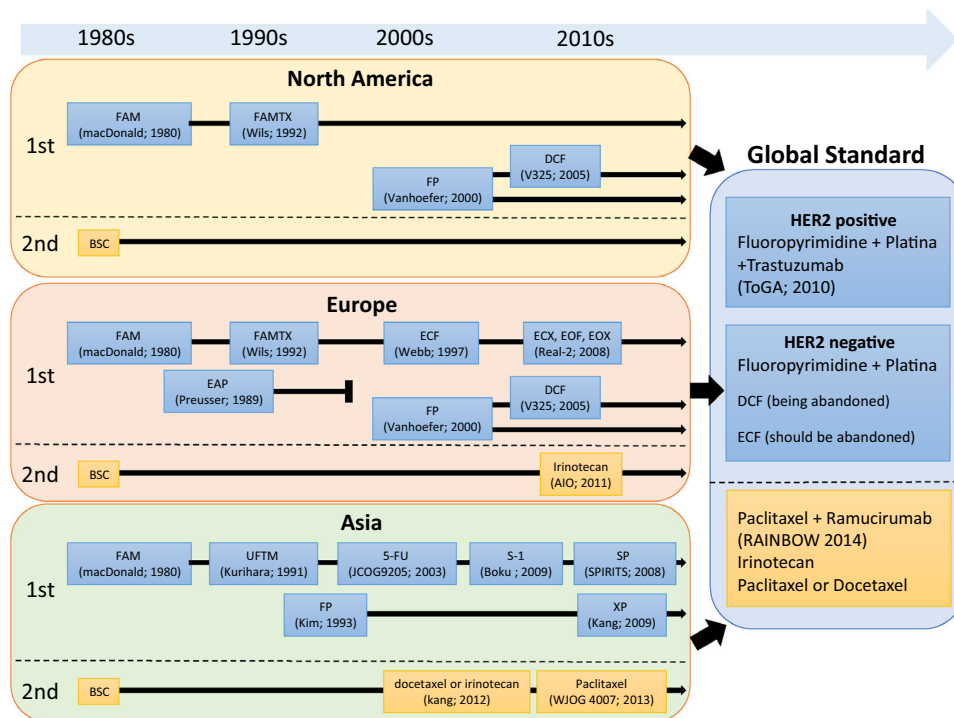 1980s
1990s
2000s
2010s
North America
1st
FAM
(macDonald; 1980)
FAMTX
(Wils; 1992)
DCF
(V325; 2005)
FP
(Vanhoefer; 2000)
2nd
BSC
Europe
1st
FAM
(macDonald; 1980)
FAMTX
(Wils; 1992)
ECF
(Webb; 1997)
ECX, EOF, EOX
(Real-2; 2008)
EAP
(Preusser; 1989)
DCF
(V325; 2005)
FP
(Vanhoefer; 2000)
2nd
BSC
Irinotecan
(AIO; 2011)
Asia
1st
FAM
(macDonald; 1980)
UFTM
(Kurihara; 1991)
5-FU
(JCOG9205; 2003)
S-1
(Boku ; 2009)
SP
(SPIRITS; 2008)
FP
(Kim; 1993)
XP
(Kang; 2009)
2nd
BSC
docetaxel or irinotecan
(kang; 2012)
Paclitaxel
(WJOG 4007; 2013)
Global Standard
HER2 positive
Fluoropyrimidine + Platina
+Trastuzumab
(ToGA; 2010)
HER2 negative
Fluoropyrimidine + Platina
DCF (being abandoned)
ECF (should be abandoned)
Paclitaxel + Ramucirumab
(RAINBOW 2014)
Irinotecan
Paclitaxel or Docetaxel